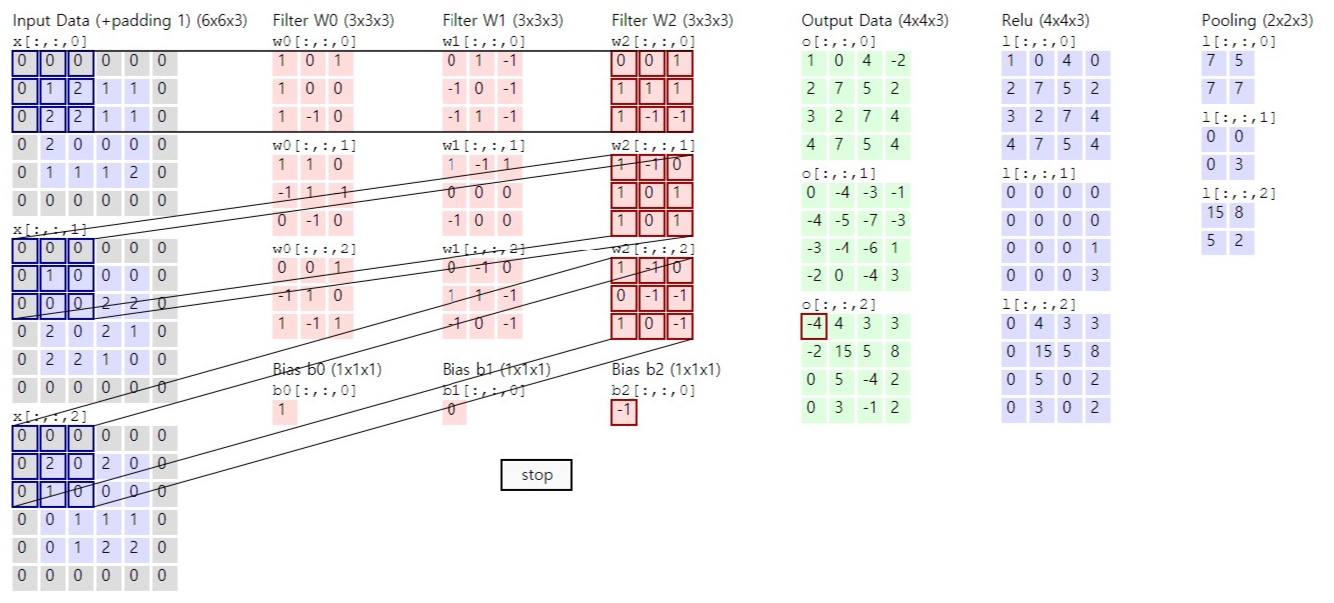 Input Data (+padding 1) (6x6x3)
x[:,:,0]
0 0 0 0 0 0
0 1 2 1 1 0
0 2 2 1 1 0
0 2 0 0 0 0
0 1 1 1 2 0
0 0 0 0 0 0
x[:,:,1]
0 0 0 0 0 0
0 1 0 0 0 0
0 0 0 2 2 0
0 2 0 2 1 0
0 2 2 1 0 0
0 0 0 0 0 0
x[:,:,2]
0 0 0 0 0 0
0 2 0 2 0 0
0 1 0 0 0 0
0 0 1 1 1 0
0 0 1 2 2 0
0 0 0 0 0 0
Filter W0 (3x3x3)
w0[:,:,0]
1 0 1
1 0 0
1 -1 0
w0[:,:,1]
1 1 0
-1 1 -1
0 -1 0
w0[:,:,2]
0 0 1
-1 1 0
1 -1 1
Bias b0 (1x1x1)
b0[:,:,0]
1
Filter W1 (3x3x3)
w1[:,:,0]
0 1 -1
-1 0 -1
-1 1 -1
w1[:,:,1]
1 -1 1
0 0 0
-1 0 0
w1[:,:,2]
0 -1 0
1 1 -1
-1 0 -1
Bias b1 (1x1x1)
b1[:,:,0]
0
Filter W2 (3x3x3)
w2[:,:,0]
0 0 1
1 1 1
1 -1 -1
w2[:,:,1]
1 -1 0
1 0 1
1 0 1
w2[:,:,2]
1 -1 0
0 -1 -1
1 0 -1
Bias b2 (1x1x1)
b2[:,:,0]
-1
stop
Output Data (4x4x3)
o[:,:,0]
1 0 4 -2
2 7 5 2
3 2 7 4
4 7 5 4
o[:,:,1]
0 -4 -3 -1
-4 -5 -7 -3
-3 -4 -6 1
-2 0 -4 3
o[:,:,2]
-4 4 3 3
-2 15 5 8
0 5 -4 2
0 3 -1 2
Relu (4x4x3)
l[:,:,0]
1 0 4 0
2 7 5 2
3 2 7 4
4 7 5 4
l[:,:,1]
0 0 0 0
0 0 0 0
0 0 0 1
0 0 0 3
l[:,:,2]
0 4 3 3
0 15 5 8
0 5 0 2
0 3 0 2
Pooling (2x2x3)
l[:,:,0]
7 5
7 7
l[:,:,1]
0 0
0 3
l[:,:,2]
15 8
5 2